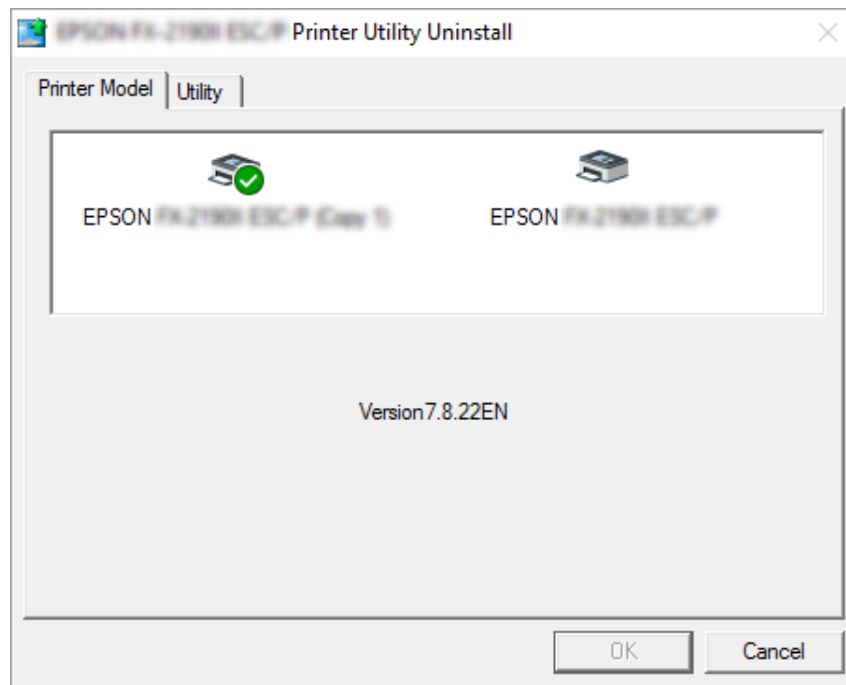 Printer Utility Uninstall
Printer Model
Utility
EPSON
EPSON
Version7.8.22EN
OK
Cancel